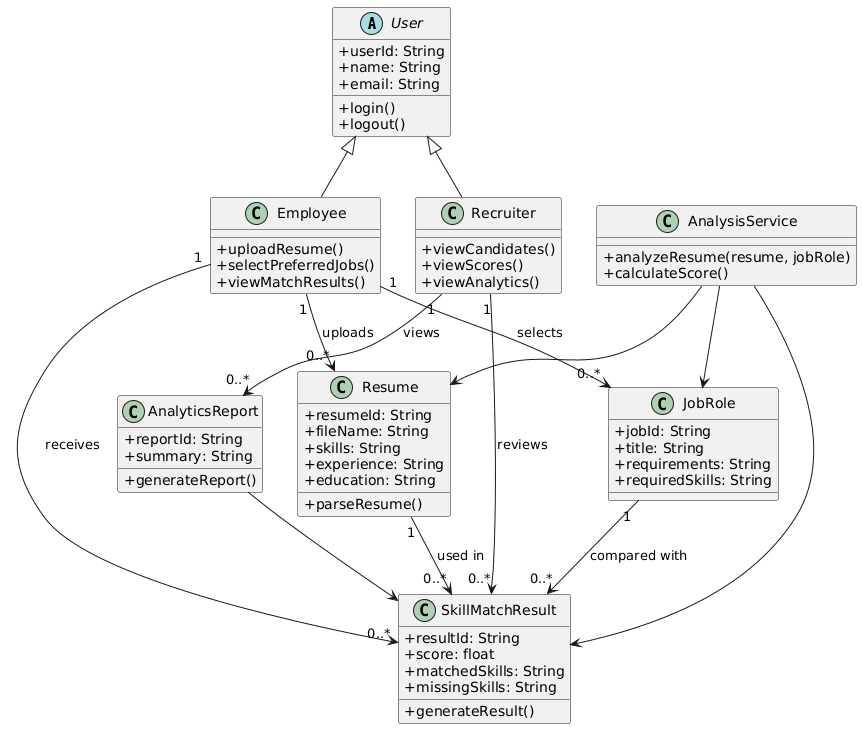 A User
+userId: String
+name: String
+email: String
+login()
+logout()
C Employee
+uploadResume()
+selectPreferredJobs()
+viewMatchResults()
C Recruiter
+viewCandidates()
+viewScores()
+viewAnalytics()
C AnalysisService
+analyzeResume(resume, jobRole)
+calculateScore()
1
1
1
1
1
uploads
views
selects
0..*
0..*
0..*
C AnalyticsReport
+reportId: String
+summary: String
+generateReport()
C Resume
+resumeId: String
+fileName: String
+skills: String
+experience: String
+education: String
+parseResume()
C JobRole
+jobId: String
+title: String
+requirements: String
+requiredSkills: String
receives
reviews
1
1
used in
compared with
0..*
0..*
0..*
0..*
C SkillMatchResult
+resultId: String
+score: float
+matchedSkills: String
+missingSkills: String
+generateResult()